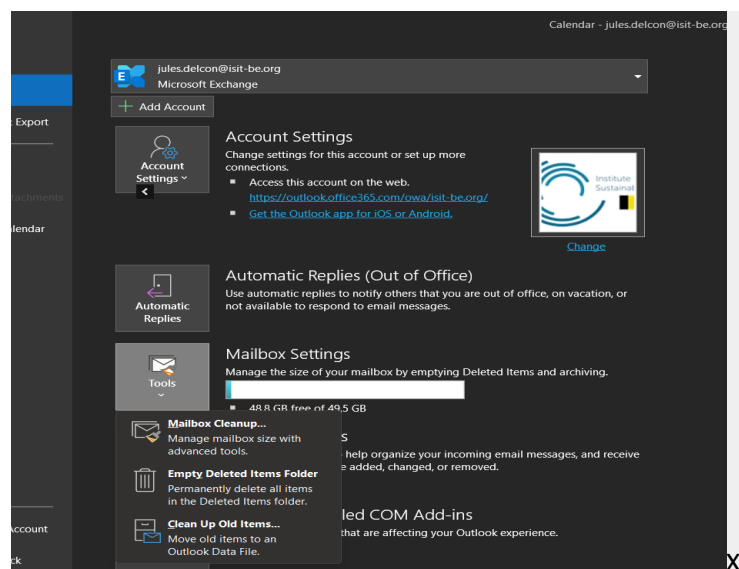 Calendar - jules.delcon@isit-be.org
jules.delcon@isit-be.org
Microsoft Exchange
Add Account
Export
Account
Settings
Account Settings
Change settings for this account or set up more
connections.
Access this account on the web.
https://outlook.office365.com/owa/isit-be.org/
Get the Outlook app for iOS or Android.
Institute
Sustainal
Change
tachments
lendar
Automatic
Replies
Automatic Replies (Out of Office)
Use automatic replies to notify others that you are out of office, on vacation, or
not available to respond to email messages.
Tools
Mailbox Settings
Manage the size of your mailbox by emptying Deleted Items and archiving.
48.8 GB free of 49.5 GB
Mailbox Cleanup...
Manage mailbox size with
advanced tools.
Empty Deleted Items Folder
Permanently delete all items
in the Deleted Items folder.
Clean Up Old Items...
Move old items to an
Outlook Data File.
s
help organize your incoming email messages, and receive
e added, changed, or removed.
led COM Add-ins
that are affecting your Outlook experience.
Account
ck
X